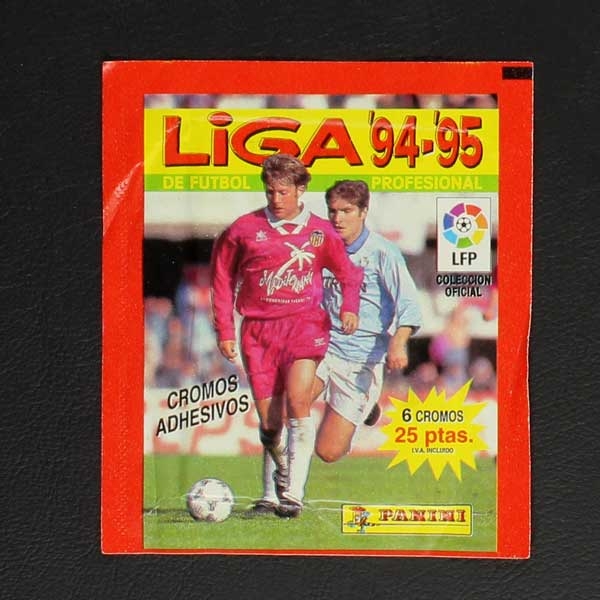 LiGA '94-'95
DE FUTBOL PROFESIONAL
LFP
COLECCION
OFICIAL
CROMOS
ADHESIVOS
6 CROMOS
25 ptas.
I.V.A. INCLUIDO
PANINI